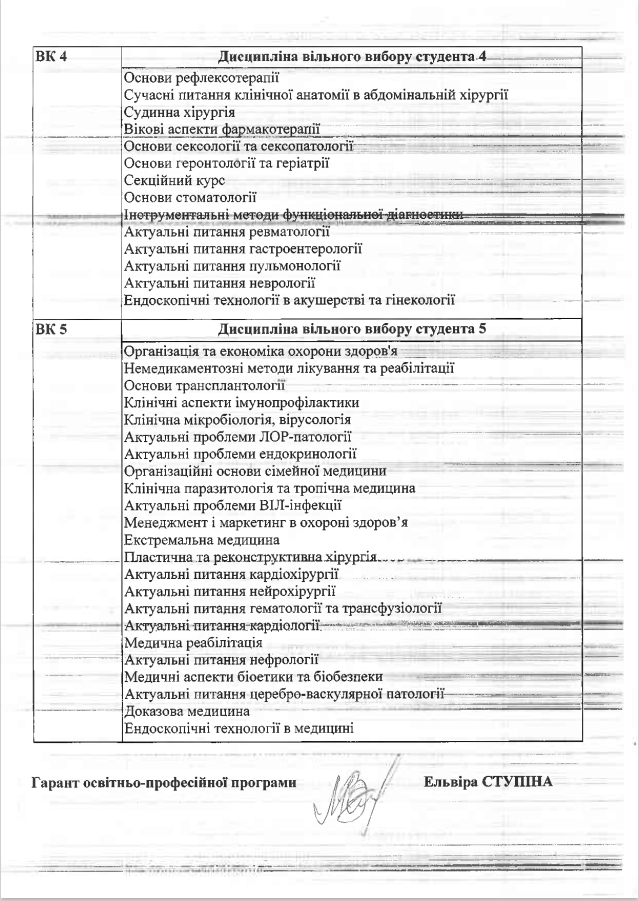 ВК 4 Дисципліна вільного вибору студента 4
Основи рефлексотерапії
Сучасні питання клінічної анатомії в абдомінальній хірургії
Судинна хірургія
Вікові аспекти фармакотерапії
Основи сексології та сексопатології
Основи геронтології та геріатрії
Секційний курс
Основи стоматології
Інструментальні методи функціональної діагностики
Актуальні питання ревматології
Актуальні питання гастроентерології
Актуальні питання пульмонології
Актуальні питання неврології
Ендоскопічні технології в акушерстві та гінекології
ВК 5 Дисципліна вільного вибору студента 5
Організація та економіка охорони здоров'я
Немедикаментозні методи лікування та реабілітації
Основи трансплантології
Клінічні аспекти імунопрофілактики
Клінічна мікробіологія, вірусологія
Актуальні проблеми ЛОР-патології
Актуальні проблеми ендокринології
Організаційні основи сімейної медицини
Клінічна паразитологія та тропічна медицина
Актуальні проблеми ВІЛ-інфекції
Менеджмент і маркетинг в охороні здоров’я
Екстремальна медицина
Пластична та реконструктивна хірургія
Актуальні питання кардіохірургії
Актуальні питання нейрохірургії
Актуальні питання гематології та трансфузіології
Актуальні питання кардіології
Медична реабілітація
Актуальні питання нефрології
Медичні аспекти біоетики та біобезпеки
Актуальні питання церебро-васкулярної патології
Доказова медицина
Ендоскопічні технології в медицині
Гарант освітньо-професійної програми Ельвіра СТУПІНА